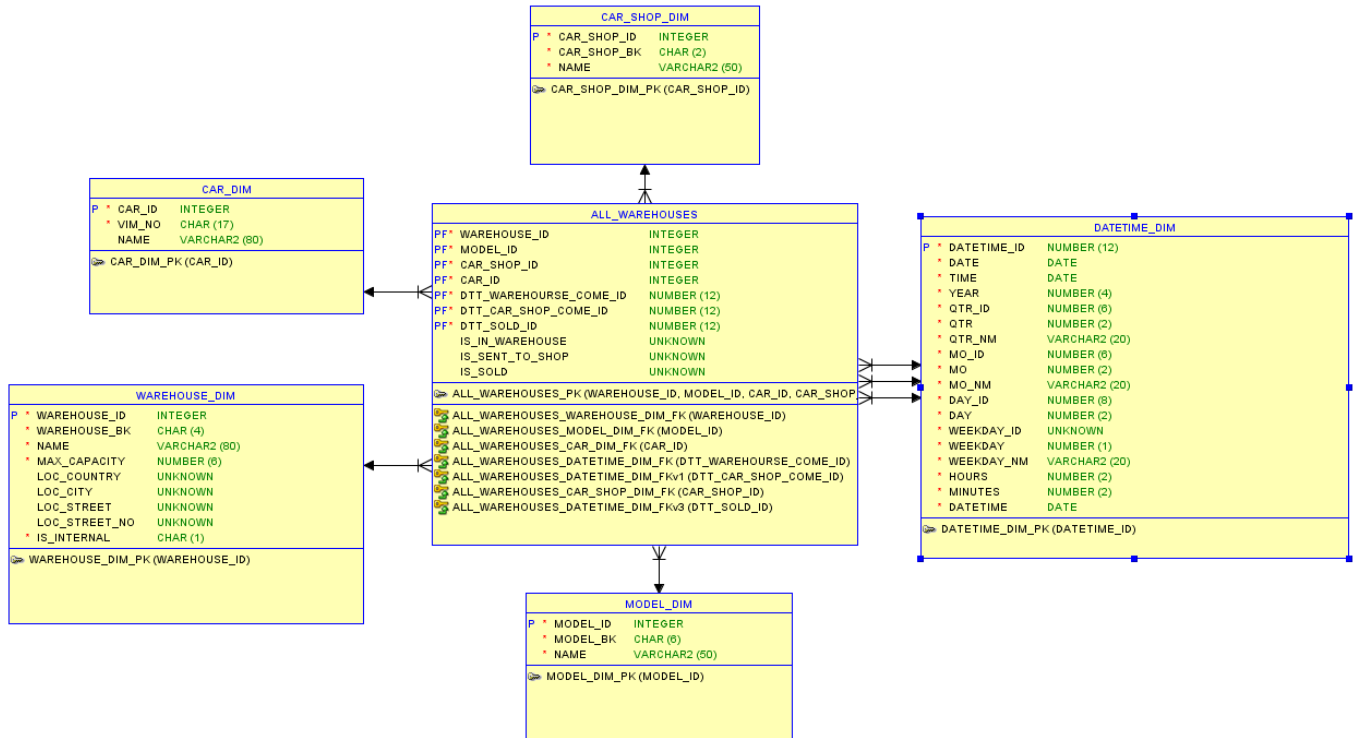 CAR_SHOP_DIM
P * CAR_SHOP_ID INTEGER
* CAR_SHOP_BK CHAR (2)
* NAME VARCHAR2 (50)
CAR_SHOP_DIM_PK (CAR_SHOP_ID)
CAR_DIM
P * CAR_ID INTEGER
* VIM_NO CHAR (17)
NAME VARCHAR2 (80)
CAR_DIM_PK (CAR_ID)
ALL_WAREHOUSES
PF* WAREHOUSE_ID INTEGER
PF* MODEL_ID INTEGER
PF* CAR_SHOP_ID INTEGER
PF* CAR_ID INTEGER
PF* DTT_WAREHOURSE_COME_ID NUMBER (12)
PF* DTT_CAR_SHOP_COME_ID NUMBER (12)
PF* DTT_SOLD_ID NUMBER (12)
IS_IN_WAREHOUSE UNKNOWN
IS_SENT_TO_SHOP UNKNOWN
IS_SOLD UNKNOWN
ALL_WAREHOUSES_PK (WAREHOUSE_ID, MODEL_ID, CAR_ID, CAR_SHOP
ALL_WAREHOUSES_WAREHOUSE_DIM_FK (WAREHOUSE_ID)
ALL_WAREHOUSES_MODEL_DIM_FK (MODEL_ID)
ALL_WAREHOUSES_CAR_DIM_FK (CAR_ID)
ALL_WAREHOUSES_DATETIME_DIM_FK (DTT_WAREHOURSE_COME_ID)
ALL_WAREHOUSES_DATETIME_DIM_FKv1 (DTT_CAR_SHOP_COME_ID)
ALL_WAREHOUSES_CAR_SHOP_DIM_FK (CAR_SHOP_ID)
ALL_WAREHOUSES_DATETIME_DIM_FKv3 (DTT_SOLD_ID)
DATETIME_DIM
P * DATETIME_ID NUMBER (12)
* DATE DATE
* TIME DATE
* YEAR NUMBER (4)
* QTR_ID NUMBER (6)
* QTR NUMBER (2)
* QTR_NM VARCHAR2 (20)
* MO_ID NUMBER (6)
* MO NUMBER (2)
* MO_NM VARCHAR2 (20)
* DAY_ID NUMBER (8)
* DAY NUMBER (2)
* WEEKDAY_ID UNKNOWN
* WEEKDAY NUMBER (1)
* WEEKDAY_NM VARCHAR2 (20)
* HOURS NUMBER (2)
* MINUTES NUMBER (2)
* DATETIME DATE
DATETIME_DIM_PK (DATETIME_ID)
WAREHOUSE_DIM
P * WAREHOUSE_ID INTEGER
* WAREHOUSE_BK CHAR (4)
* NAME VARCHAR2 (80)
* MAX_CAPACITY NUMBER (6)
LOC_COUNTRY UNKNOWN
LOC_CITY UNKNOWN
LOC_STREET UNKNOWN
LOC_STREET_NO UNKNOWN
* IS_INTERNAL CHAR (1)
WAREHOUSE_DIM_PK (WAREHOUSE_ID)
MODEL_DIM
P * MODEL_ID INTEGER
* MODEL_BK CHAR (6)
* NAME VARCHAR2 (50)
MODEL_DIM_PK (MODEL_ID)